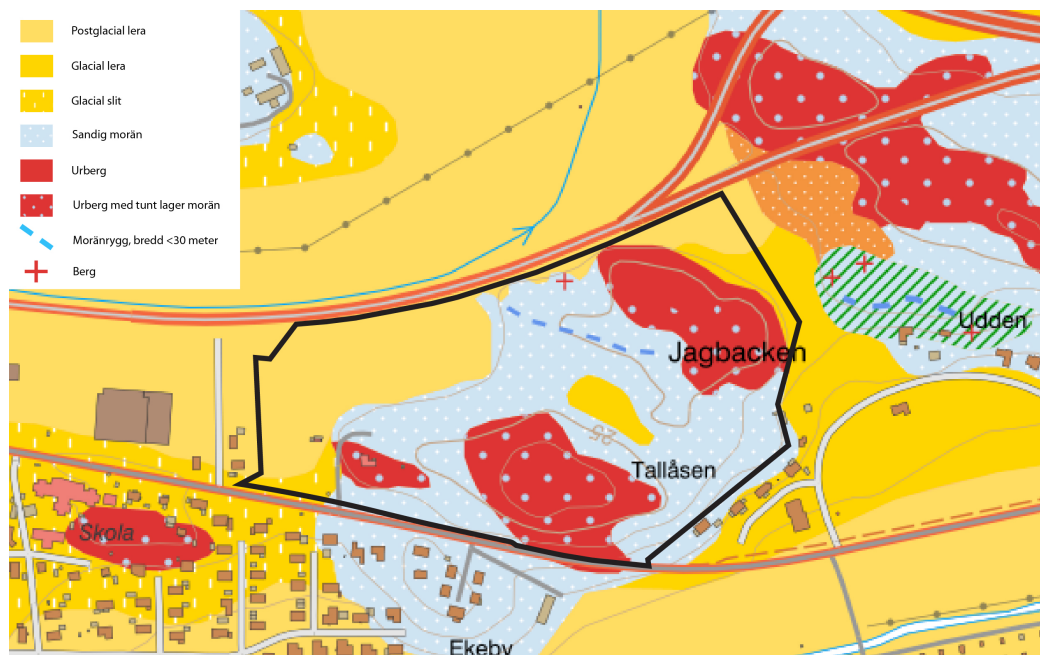 Postglacial lera
Glacial lera
Glacial slit
Sandig morän
Urberg
Urberg med tunt lager morän
Moränrygg, bredd <30 meter
Berg
Udden
Jagbacken
25
Tallåsen
Skola
Ekeby